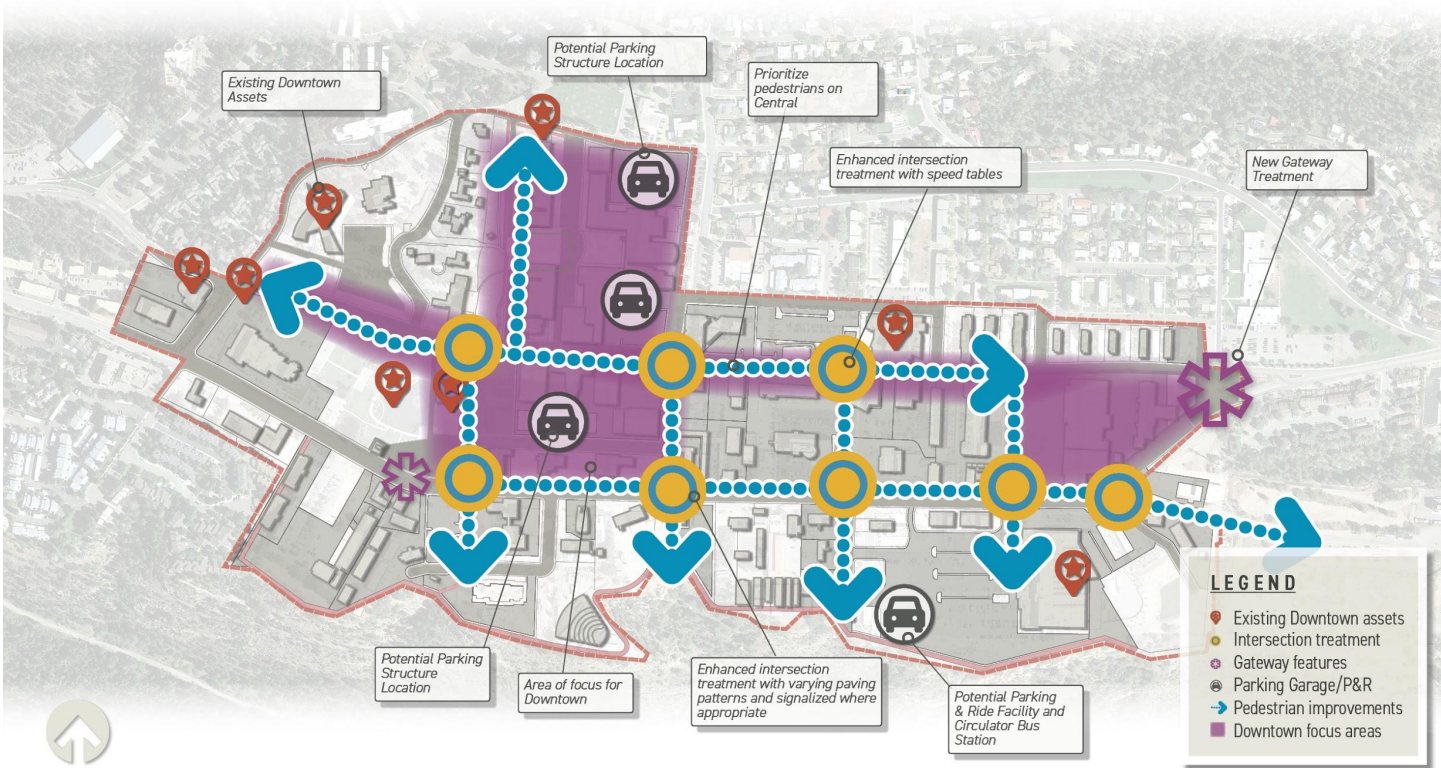 Potential Parking
Structure Location
Existing Downtown
Assets
Prioritize
pedestrians on
Central
Enhanced intersection
treatment with speed tables
New Gateway
Treatment
Potential Parking
Structure
Location
Area of focus for
Downtown
Enhanced intersection
treatment with varying paving
patterns and signalized where
appropriate
Potential Parking
& Ride Facility and
Circulator Bus
Station
LEGEND
Existing Downtown assets
Intersection treatment
Gateway features
Parking Garage/P&R
Pedestrian improvements
Downtown focus areas